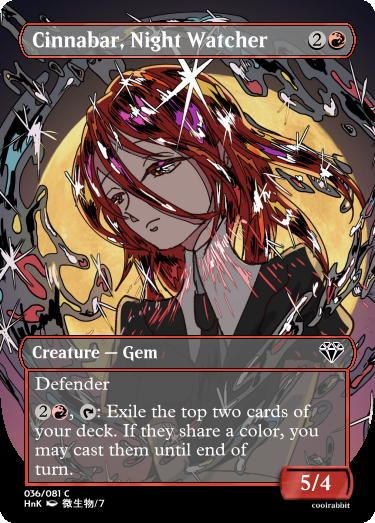 Cinnabar, Night Watcher 2
Creature — Gem
Defender
2, : Exile the top two cards of
your deck. If they share a color, you
may cast them until end of
turn.
5/4
036/081 C
HnK 微生物/7
coolrabbit